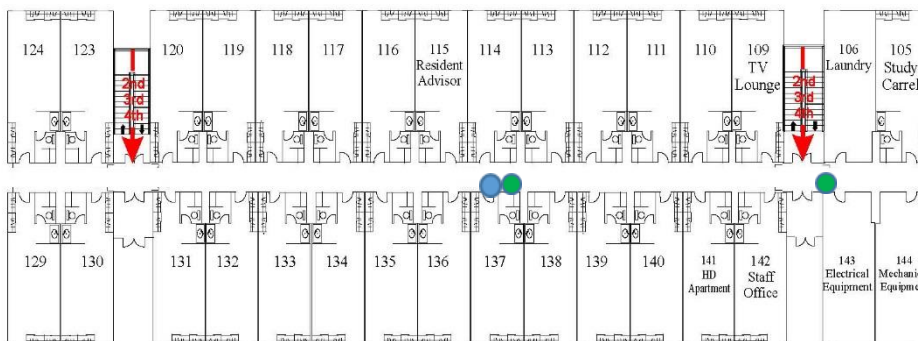 124 123 120 119 118 117 116 115 114 113 112 111 110 109 106 105
Resident
Advisor
TV
Lounge
Laundry
Study
Carrel
2nd
3rd
4th
2nd
3rd
4th
129 130 131 132 133 134 135 136 137 138 139 140 141 142 143 144
HD
Apartment
Staff
Office
Electrical
Equipment
Mechanic
Equipme